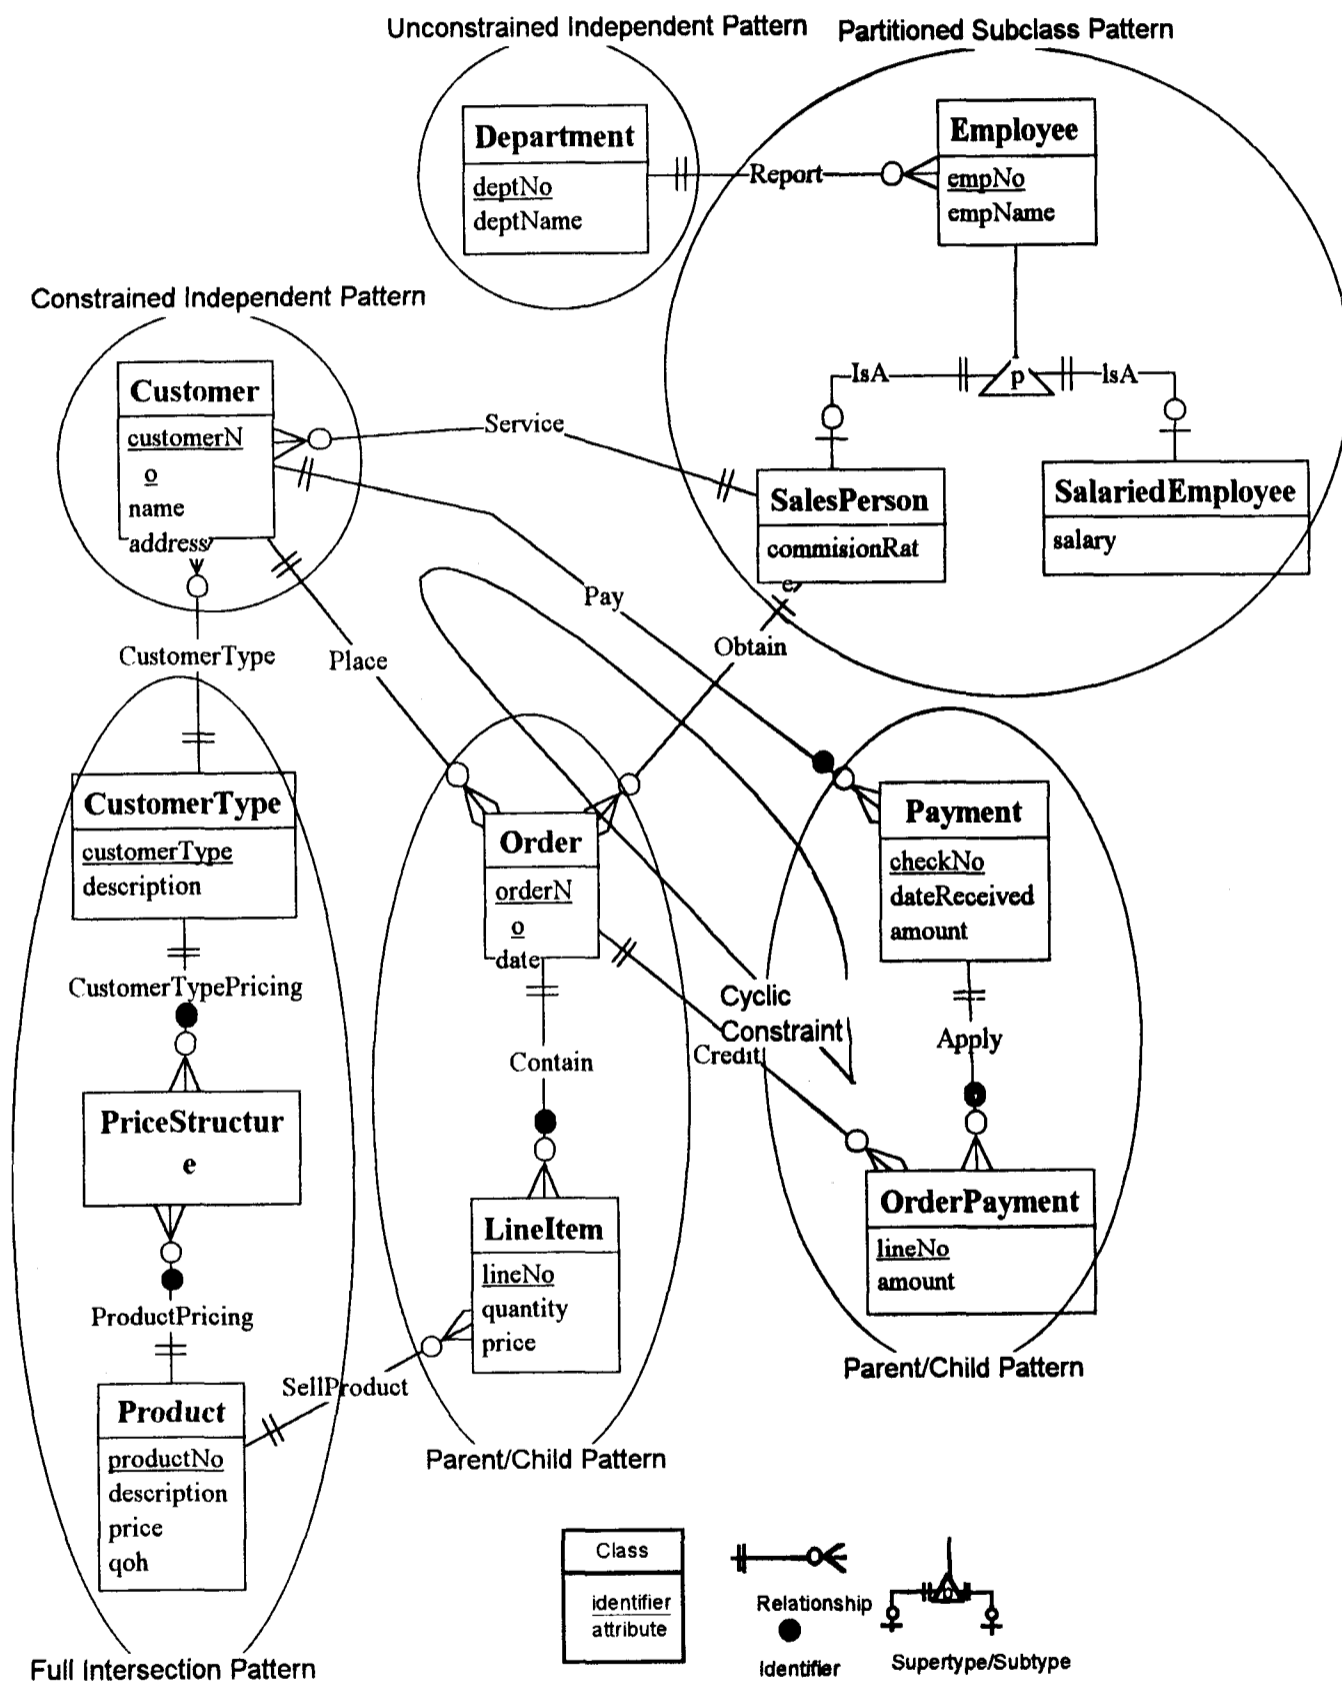 Unconstrained Independent Pattern
Partitioned Subclass Pattern
Department
deptNo
deptName
Report
Employee
empNo
empName
Constrained Independent Pattern
Customer
customerN
o
name
address
Service
IsA
p
IsA
SalesPerson
commisionRat
e
SalariedEmployee
salary
Pay
Obtain
CustomerType
Place
CustomerType
customerType
description
Order
orderN
o
date
Payment
checkNo
dateReceived
amount
CustomerTypePricing
Cyclic
Constraint
Credit
Contain
Apply
PriceStructur
e
LineItem
lineNo
quantity
price
OrderPayment
lineNo
amount
ProductPricing
SellProduct
Parent/Child Pattern
Product
productNo
description
price
qoh
Parent/Child Pattern
Class
identifier
attribute
Relationship
Identifier
Supertype/Subtype
Full Intersection Pattern